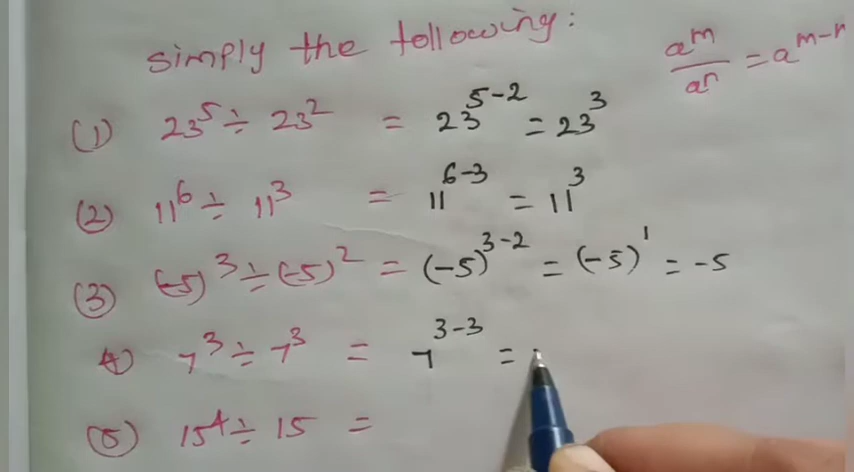 simply the following:
a^m/a^n = a^m-n
(1) 23^5 ÷ 23^2 = 23^5-2 = 23^3
(2) 11^6 ÷ 11^3 = 11^6-3 = 11^3
(3) (-5)^3 ÷ (-5)^2 = (-5)^3-2 = (-5)^1 = -5
(4) 7^3 ÷ 7^3 = 7^3-3 =
(5) 15^4 ÷ 15 =